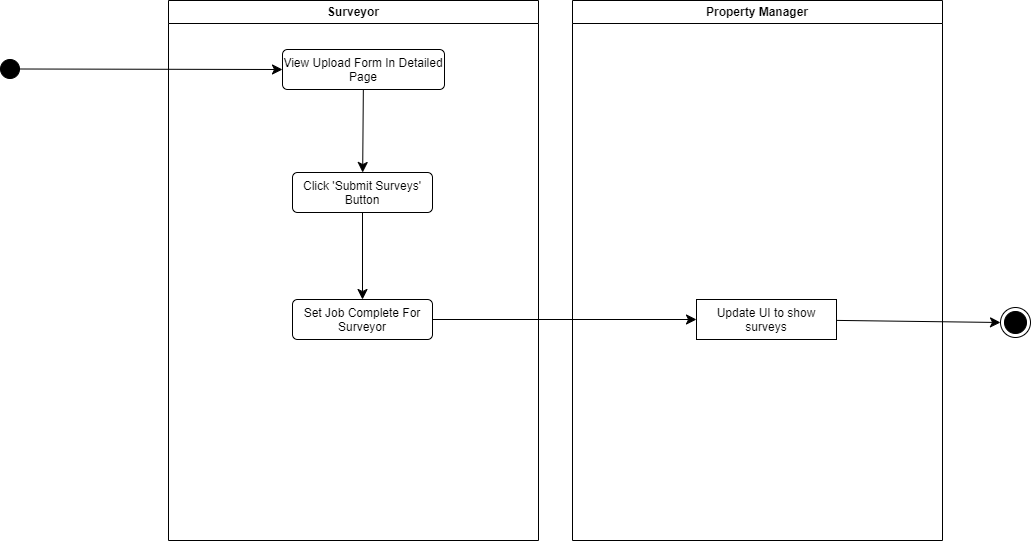 Surveyor
Property Manager
View Upload Form In Detailed
Page
Click 'Submit Surveys'
Button
Set Job Complete For
Surveyor
Update UI to show
surveys